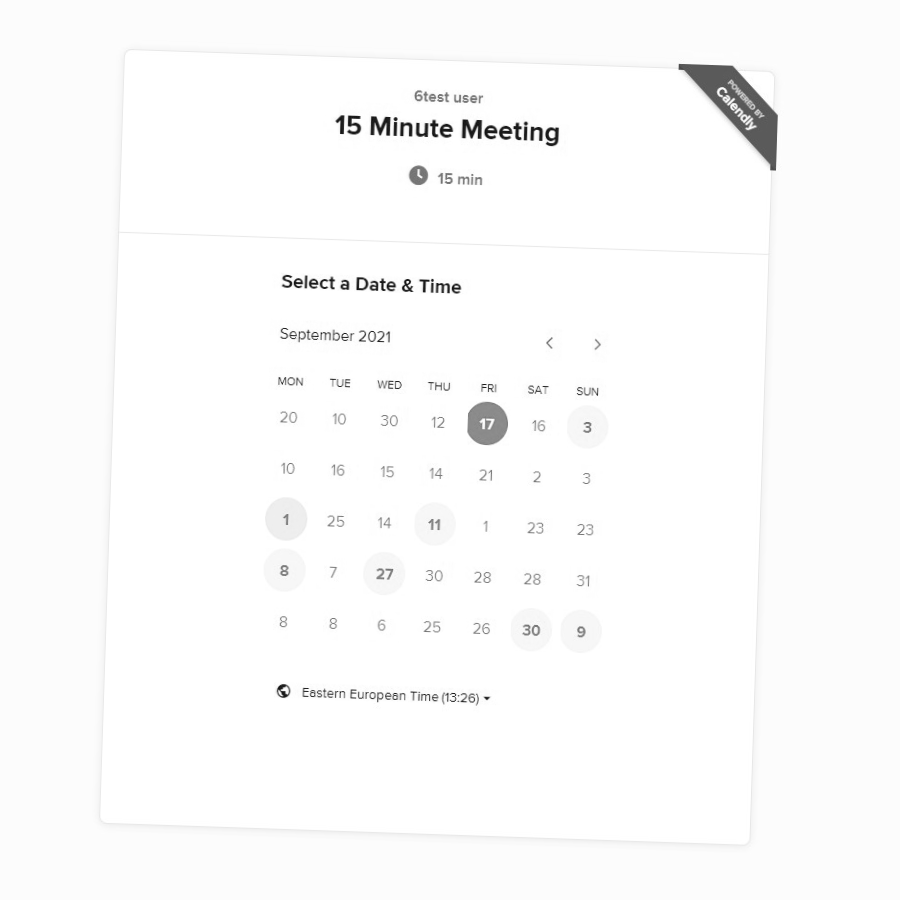 POWERED BY
Calendly
6test user
15 Minute Meeting
15 min
Select a Date & Time
September 2021
MON TUE WED THU FRI SAT SUN
20 10 30 12 17 16 3
10 16 15 14 21 2 3
1 25 14 11 1 23 23
8 7 27 30 28 28 31
8 8 6 25 26 30 9
Eastern European Time (13:26)